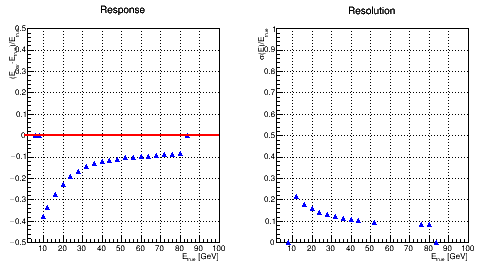 Response
(E_rec - E_true)/E_true
0.5
0.4
0.3
0.2
0.1
0
−0.1
−0.2
−0.3
−0.4
−0.5
10 20 30 40 50 60 70 80 90 100
E_true [GeV]
Resolution
σ(E)/E_true
1
0.9
0.8
0.7
0.6
0.5
0.4
0.3
0.2
0.1
0
10 20 30 40 50 60 70 80 90 100
E_true [GeV]